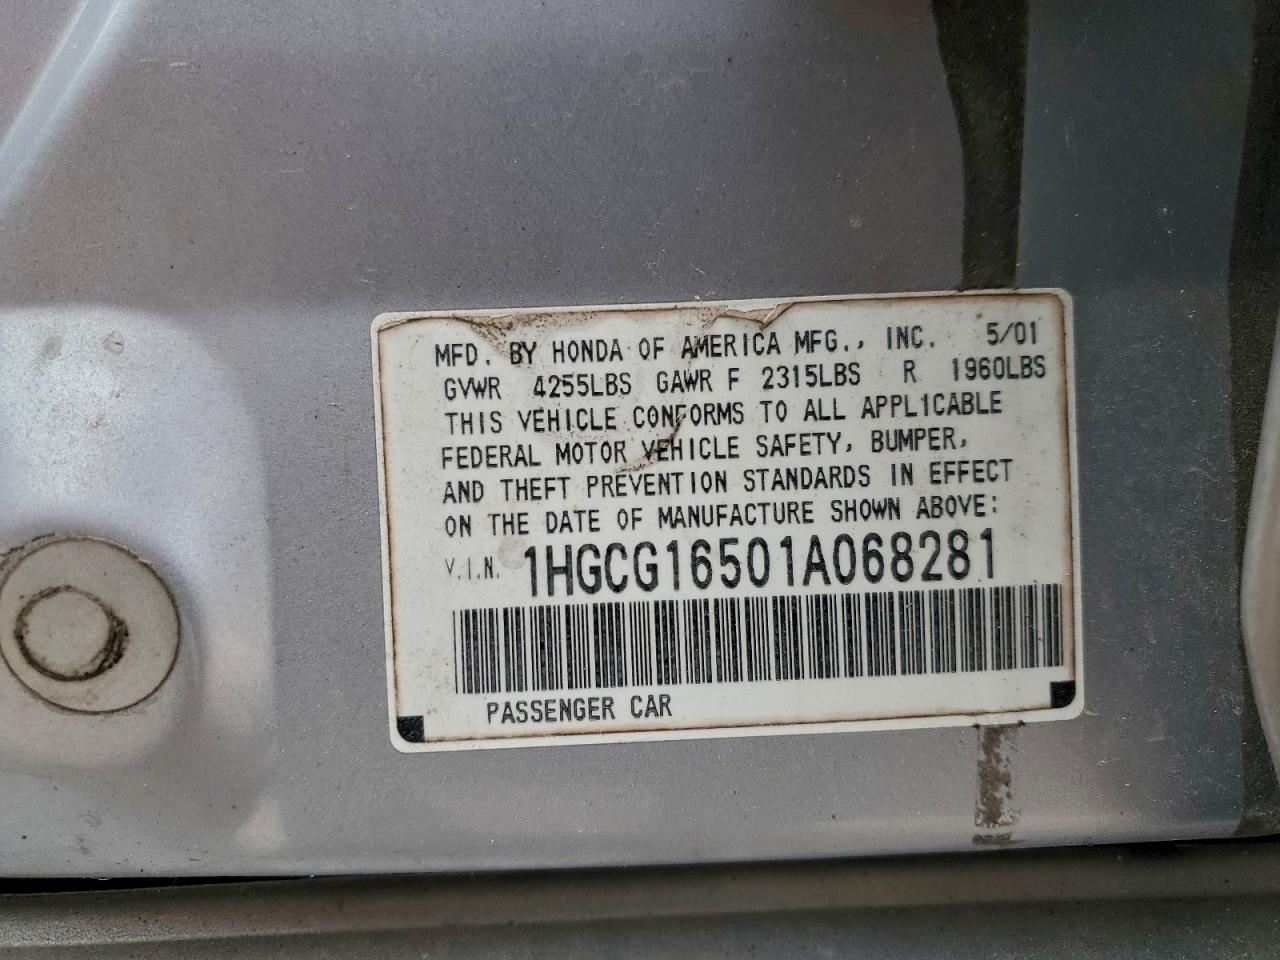 MFD. BY HONDA OF AMERICA MFG., INC. 5/01
GVWR 4255LBS GAWR F 2315LBS R 1960LBS
THIS VEHICLE CONFORMS TO ALL APPLICABLE
FEDERAL MOTOR VEHICLE SAFETY, BUMPER,
AND THEFT PREVENTION STANDARDS IN EFFECT
ON THE DATE OF MANUFACTURE SHOWN ABOVE:
V.I.N. 1HGCG16501A068281
PASSENGER CAR